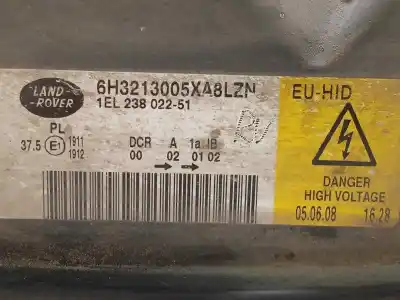 LAND-
ROVER
6H3213005XA8LZN
1EL 238 022-51
EU-HID
PL
37.5 E1 1911
1912
DCR A 1a IB
00 02 01 02
DANGER
HIGH VOLTAGE
05.06.08 16:28